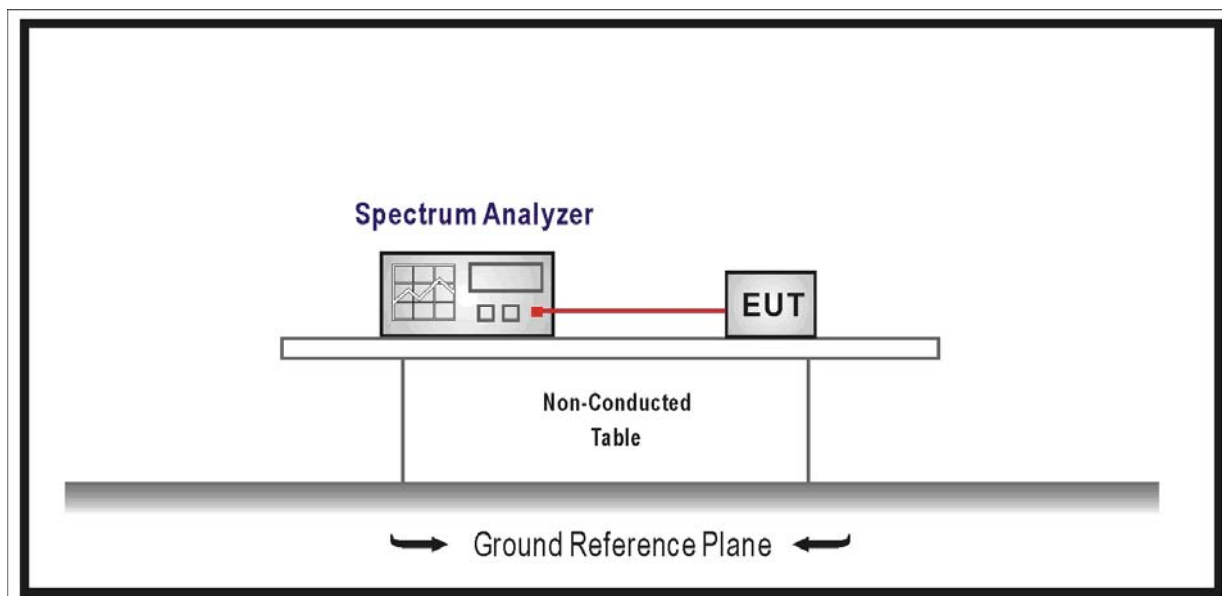 Spectrum Analyzer
EUT
Non-Conducted
Table
Ground Reference Plane